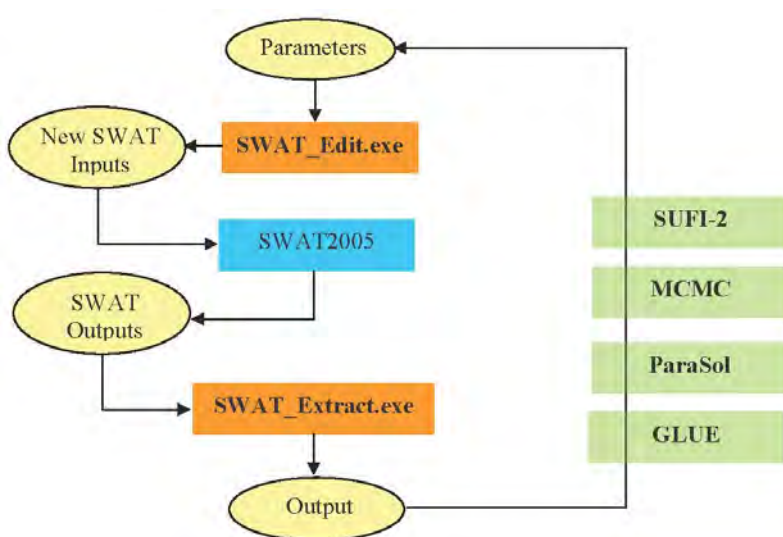 Parameters
New SWAT
Inputs
SWAT_Edit.exe
SWAT2005
SWAT
Outputs
SWAT_Extract.exe
Output
SUFI-2
MCMC
ParaSol
GLUE